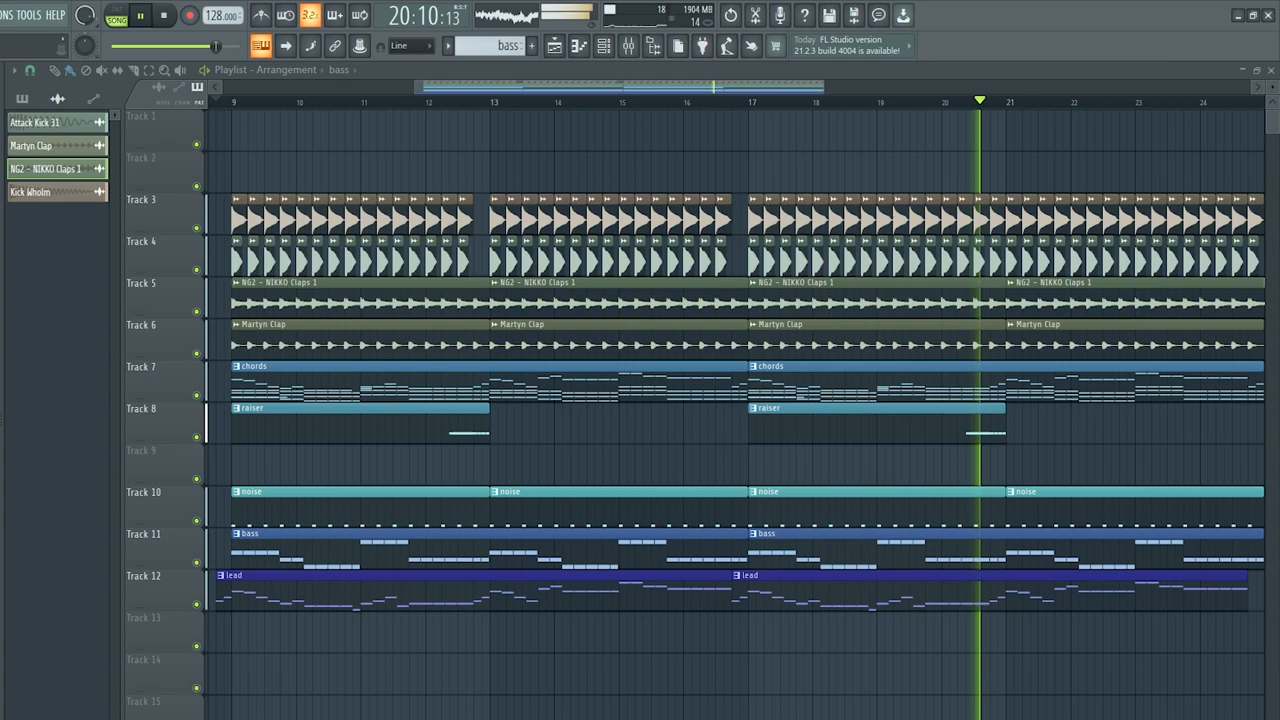 ONS TOOLS HELP
PAT
SONG
128.000
3.2.
20:10:13
B:S:T
18
1904 MB
14
Line
bass
Today FL Studio version
21.2.3 build 4004 is available!
Playlist - Arrangement › bass ›
NOTE CHAN PAT
9 10 11 12 13 14 15 16 17 18 19 20 21 22 23 24
Attack Kick 31
Martyn Clap
NG2 - NIKKO Claps 1
Kick Wholm
Track 1
Track 2
Track 3
Track 4
Track 5
NG2 - NIKKO Claps 1 NG2 - NIKKO Claps 1 NG2 - NIKKO Claps 1 NG2 - NIKKO Claps 1
Track 6
Martyn Clap Martyn Clap Martyn Clap Martyn Clap
Track 7
chords chords
Track 8
raiser raiser
Track 9
Track 10
noise noise noise noise
Track 11
bass bass
Track 12
lead lead
Track 13
Track 14
Track 15